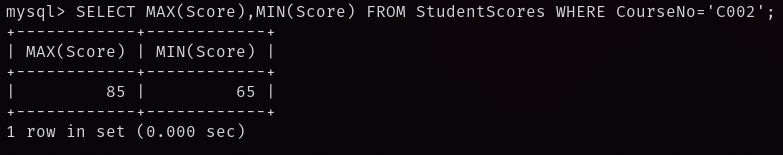 mysql> SELECT MAX(Score),MIN(Score) FROM StudentScores WHERE CourseNo='C002';
+------------+------------+
| MAX(Score) | MIN(Score) |
+------------+------------+
|         85 |         65 |
+------------+------------+
1 row in set (0.000 sec)